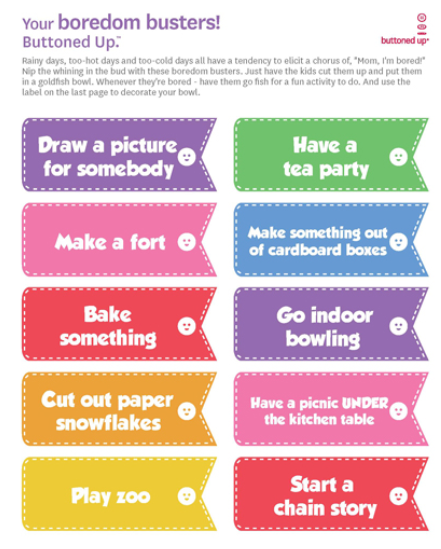 Your boredom busters!
Buttoned Up.™
buttoned up®
Rainy days, too-hot days and too-cold days all have a tendency to elicit a chorus of, "Mom, I'm bored!"
Nip the whining in the bud with these boredom busters. Just have the kids cut them up and put them
in a goldfish bowl. Whenever they're bored - have them go fish for a fun activity to do. And use the
label on the last page to decorate your bowl.
Draw a picture
for somebody
Have a
tea party
Make a fort
Make something out
of cardboard boxes
Bake
something
Go indoor
bowling
Cut out paper
snowflakes
Have a picnic UNDER
the kitchen table
Play zoo
Start a
chain story